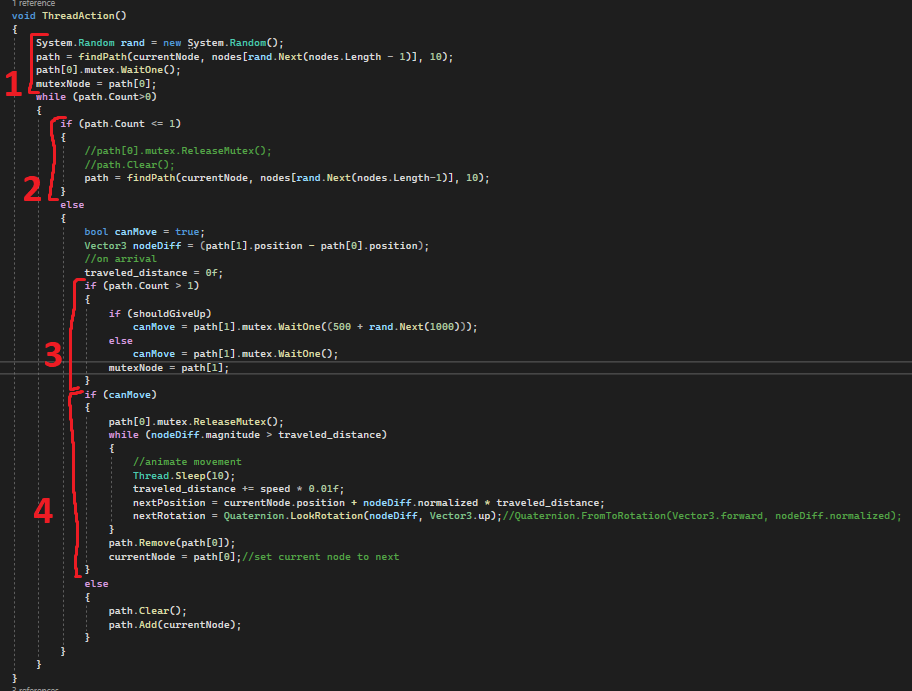 1 reference
void ThreadAction()
{
System.Random rand = new System.Random();
path = findPath(currentNode, nodes[rand.Next(nodes.Length - 1)], 10);
path[0].mutex.WaitOne();
1 mutexNode = path[0];
while (path.Count>0)
{
if (path.Count <= 1)
{
//path[0].mutex.ReleaseMutex();
//path.Clear();
2 path = findPath(currentNode, nodes[rand.Next(nodes.Length-1)], 10);
}
else
{
bool canMove = true;
Vector3 nodeDiff = (path[1].position - path[0].position);
//on arrival
traveled_distance = 0f;
if (path.Count > 1)
{
if (shouldGiveUp)
canMove = path[1].mutex.WaitOne((500 + rand.Next(1000)));
else
3 canMove = path[1].mutex.WaitOne();
mutexNode = path[1];
}
if (canMove)
{
path[0].mutex.ReleaseMutex();
while (nodeDiff.magnitude > traveled_distance)
{
//animate movement
Thread.Sleep(10);
traveled_distance += speed * 0.01f;
nextPosition = currentNode.position + nodeDiff.normalized * traveled_distance;
4 nextRotation = Quaternion.LookRotation(nodeDiff, Vector3.up);//Quaternion.FromToRotation(Vector3.forward, nodeDiff.normalized);
}
path.Remove(path[0]);
currentNode = path[0];//set current node to next
}
else
{
path.Clear();
path.Add(currentNode);
}
}
}
}
references